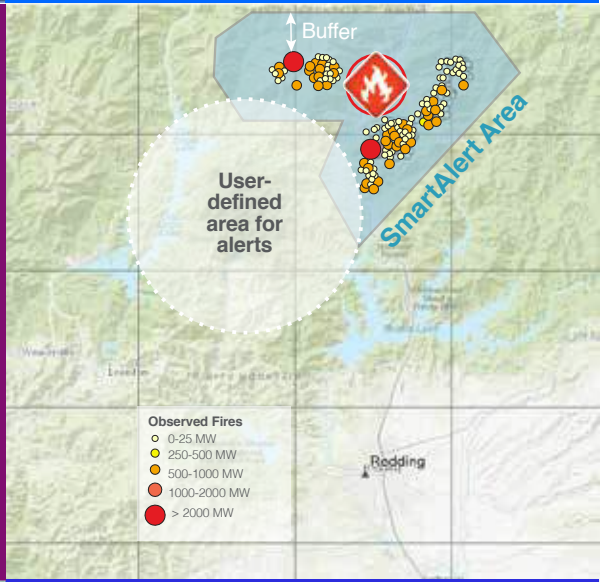 Buffer
SmartAlert Area
User-
defined
area for
alerts
Observed Fires
0-25 MW
250-500 MW
500-1000 MW
1000-2000 MW
> 2000 MW
Redding